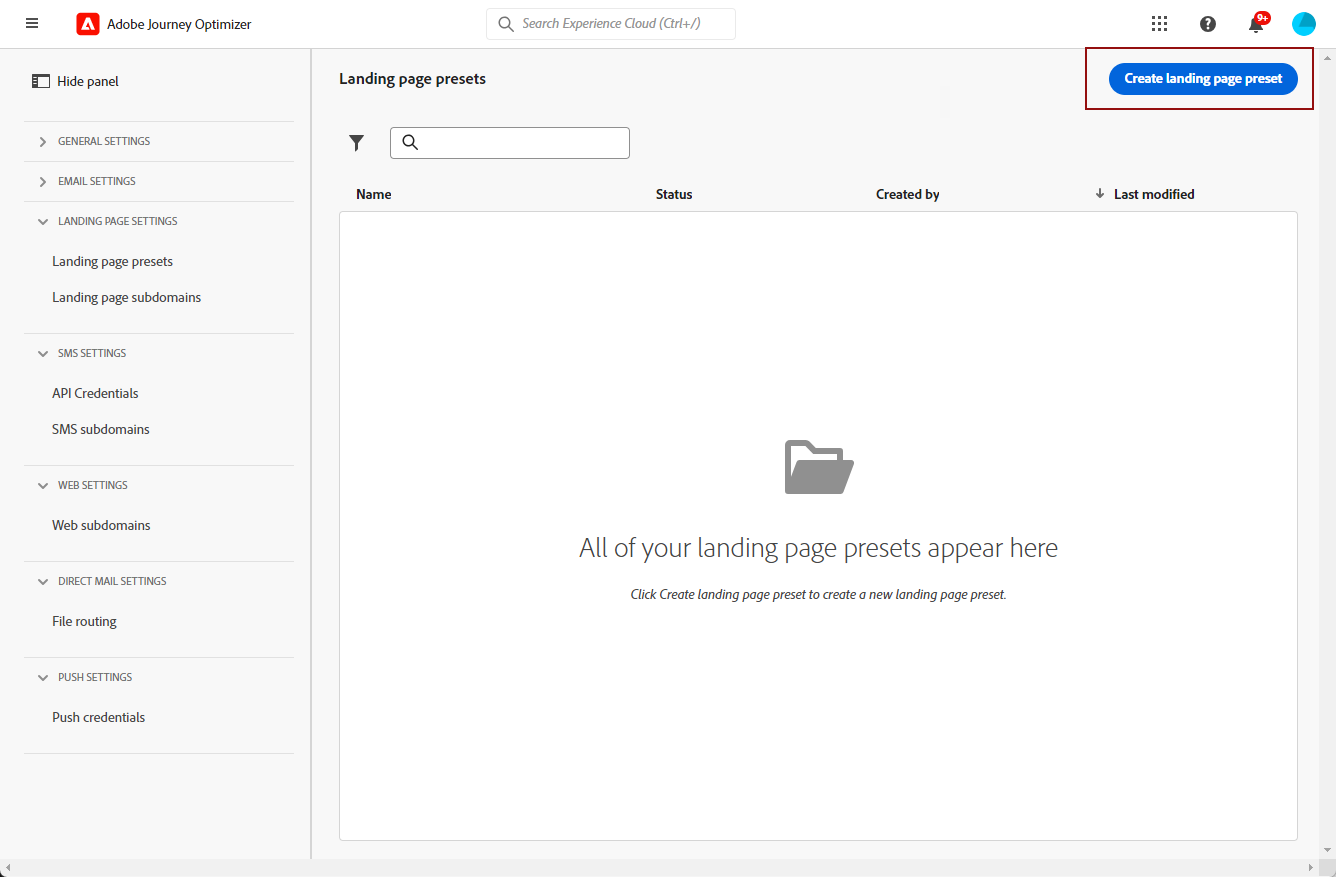 Adobe Journey Optimizer
Search Experience Cloud (Ctrl+/)
9+
Hide panel
GENERAL SETTINGS
EMAIL SETTINGS
LANDING PAGE SETTINGS
Landing page presets
Landing page subdomains
SMS SETTINGS
API Credentials
SMS subdomains
WEB SETTINGS
Web subdomains
DIRECT MAIL SETTINGS
File routing
PUSH SETTINGS
Push credentials
Landing page presets
Create landing page preset
Name Status Created by Last modified
All of your landing page presets appear here
Click Create landing page preset to create a new landing page preset.